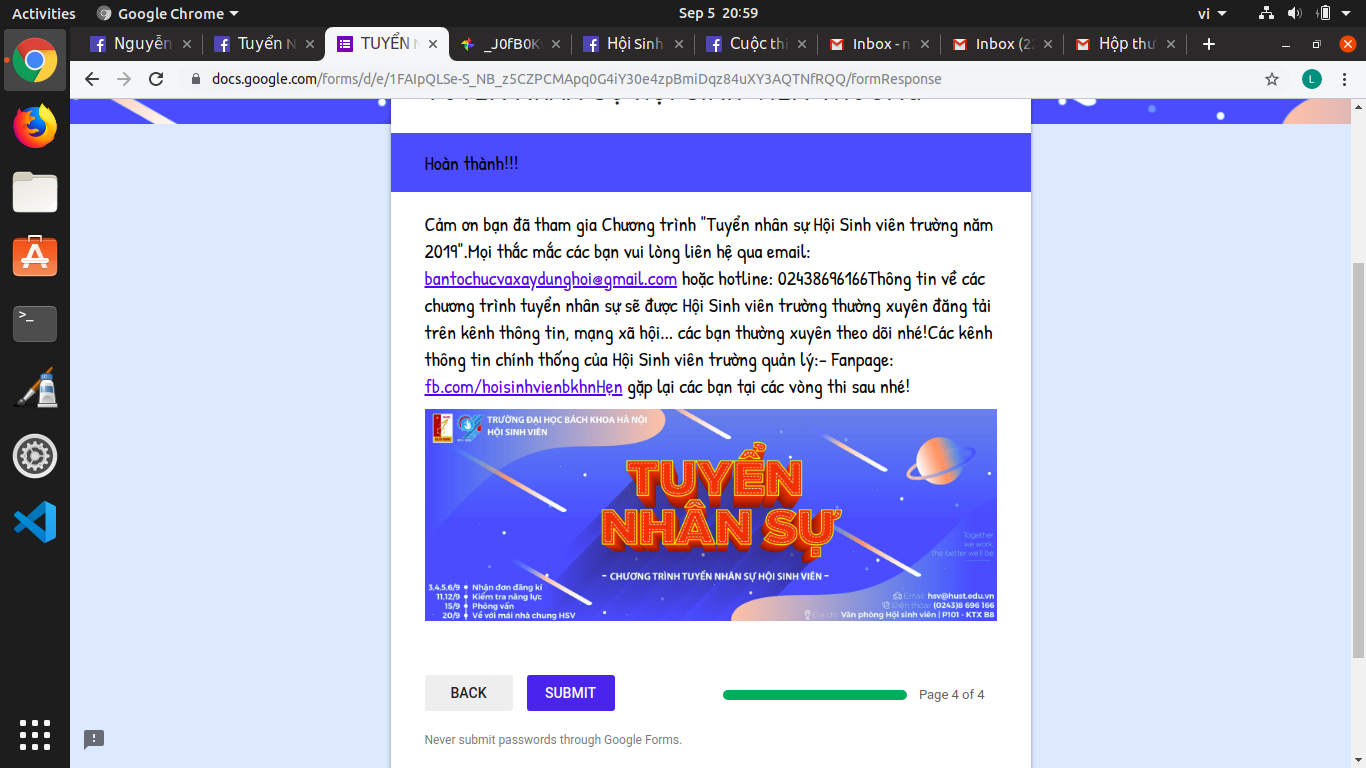 Activities
Google Chrome
Sep 5 20:59
vi
Nguyễn
Tuyển N
TUYỂN N
_J0fB0K
Hội Sinh
Cuộc thi
Inbox - n
Inbox (22
Hộp thư
docs.google.com/forms/d/e/1FAIpQLSe-S_NB_z5CZPCMApq0G4iY30e4zpBmiDqz84uXY3AQTNfRQQ/formResponse
L
Hoàn thành!!!
Cảm ơn bạn đã tham gia Chương trình "Tuyển nhân sự Hội Sinh viên trường năm
2019".Mọi thắc mắc các bạn vui lòng liên hệ qua email:
bantochucvaxaydunghoi@gmail.com hoặc hotline: 02438696166Thông tin về các
chương trình tuyển nhân sự sẽ được Hội Sinh viên trường thường xuyên đăng tải
trên kênh thông tin, mạng xã hội... các bạn thường xuyên theo dõi nhé!Các kênh
thông tin chính thống của Hội Sinh viên trường quản lý:- Fanpage:
fb.com/hoisinhvienbkhnHẹn gặp lại các bạn tại các vòng thi sau nhé!
TRƯỜNG ĐẠI HỌC BÁCH KHOA HÀ NỘI
HỘI SINH VIÊN
TUYỂN
NHÂN SỰ
- CHƯƠNG TRÌNH TUYỂN NHÂN SỰ HỘI SINH VIÊN -
Together
we work,
the better we'll be
3,4,5,6/9 • Nhận đơn đăng kí
11,12/9 • Kiểm tra năng lực
15/9 • Phỏng vấn
20/9 • Về với mái nhà chung HSV
Email: hsv@hust.edu.vn
Điện thoại: (0243)8 696 166
Địa chỉ: Văn phòng Hội sinh viên | P101 - KTX B8
BACK
SUBMIT
Page 4 of 4
Never submit passwords through Google Forms.